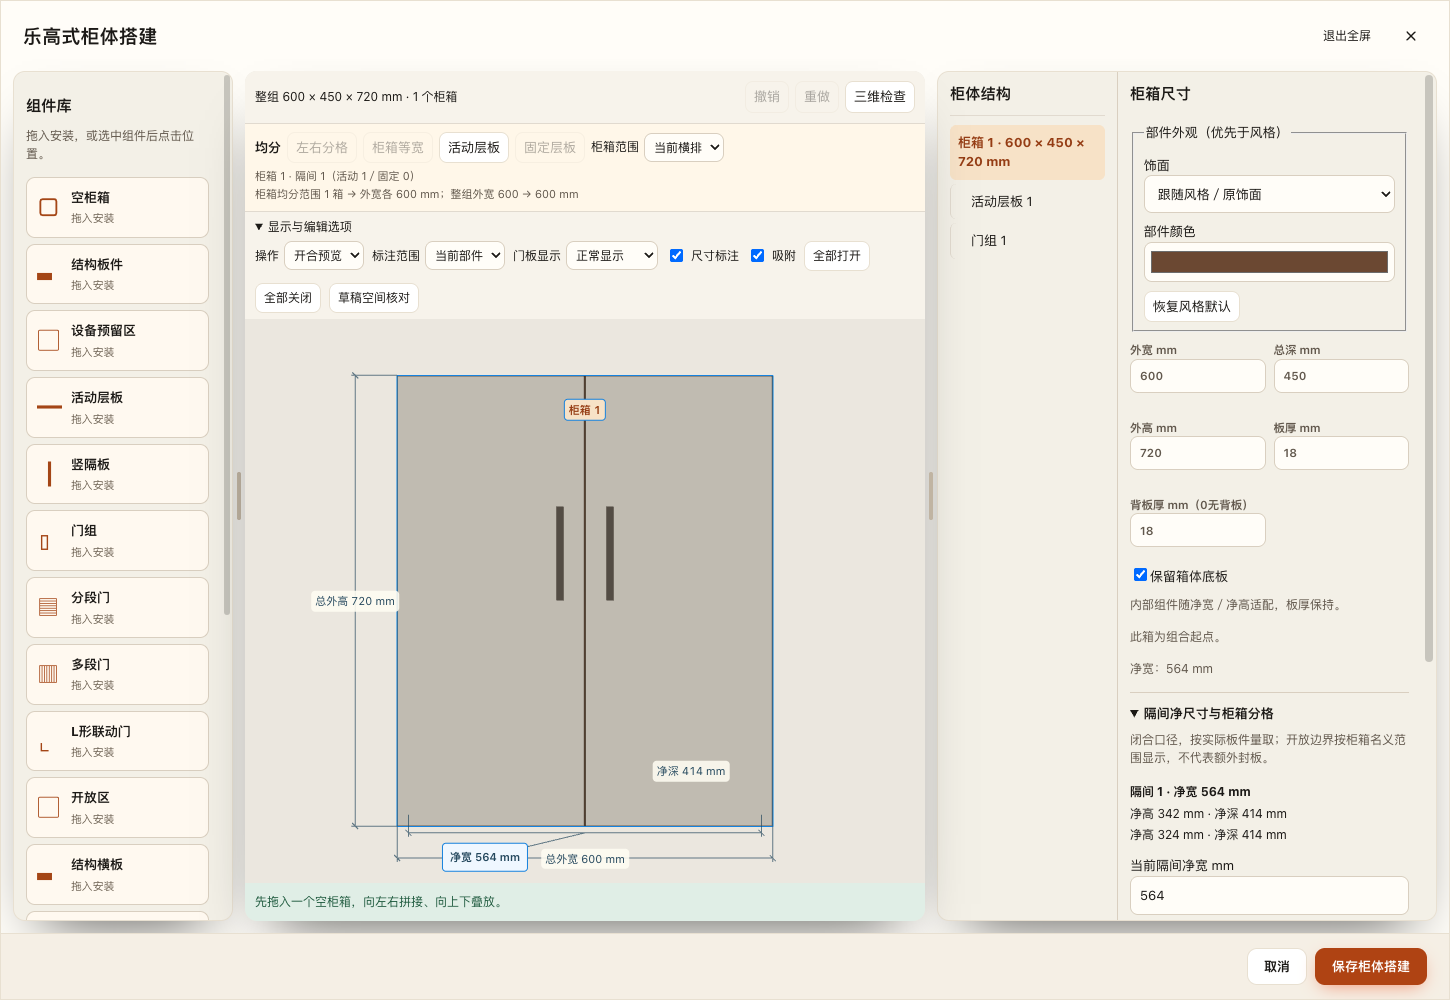 乐高式柜体搭建
退出全屏
×
组件库
拖入安装，或选中组件后点击位
置。
空柜箱
拖入安装
结构板件
拖入安装
设备预留区
拖入安装
活动层板
拖入安装
竖隔板
拖入安装
门组
拖入安装
分段门
拖入安装
多段门
拖入安装
L形联动门
拖入安装
开放区
拖入安装
结构横板
拖入安装
整组 600 × 450 × 720 mm · 1 个柜箱
撤销
重做
三维检查
均分
左右分格
柜箱等宽
活动层板
固定层板
柜箱范围
当前横排
柜箱 1 · 隔间 1（活动 1 / 固定 0）
柜箱均分范围 1 箱 → 外宽各 600 mm；整组外宽 600 → 600 mm
▼ 显示与编辑选项
操作
开合预览
标注范围
当前部件
门板显示
正常显示
尺寸标注
吸附
全部打开
全部关闭
草稿空间核对
柜箱 1
总外高 720 mm
净深 414 mm
净宽 564 mm
总外宽 600 mm
先拖入一个空柜箱，向左右拼接、向上下叠放。
柜体结构
柜箱 1 · 600 × 450 ×
720 mm
活动层板 1
门组 1
柜箱尺寸
部件外观（优先于风格）
饰面
跟随风格 / 原饰面
部件颜色
恢复风格默认
外宽 mm
总深 mm
600
450
外高 mm
板厚 mm
720
18
背板厚 mm（0无背板）
18
保留箱体底板
内部组件随净宽 / 净高适配，板厚保持。
此箱为组合起点。
净宽：564 mm
▼ 隔间净尺寸与柜箱分格
闭合口径，按实际板件量取；开放边界按柜箱名义范
围显示，不代表额外封板。
隔间 1 · 净宽 564 mm
净高 342 mm · 净深 414 mm
净高 324 mm · 净深 414 mm
当前隔间净宽 mm
564
取消
保存柜体搭建